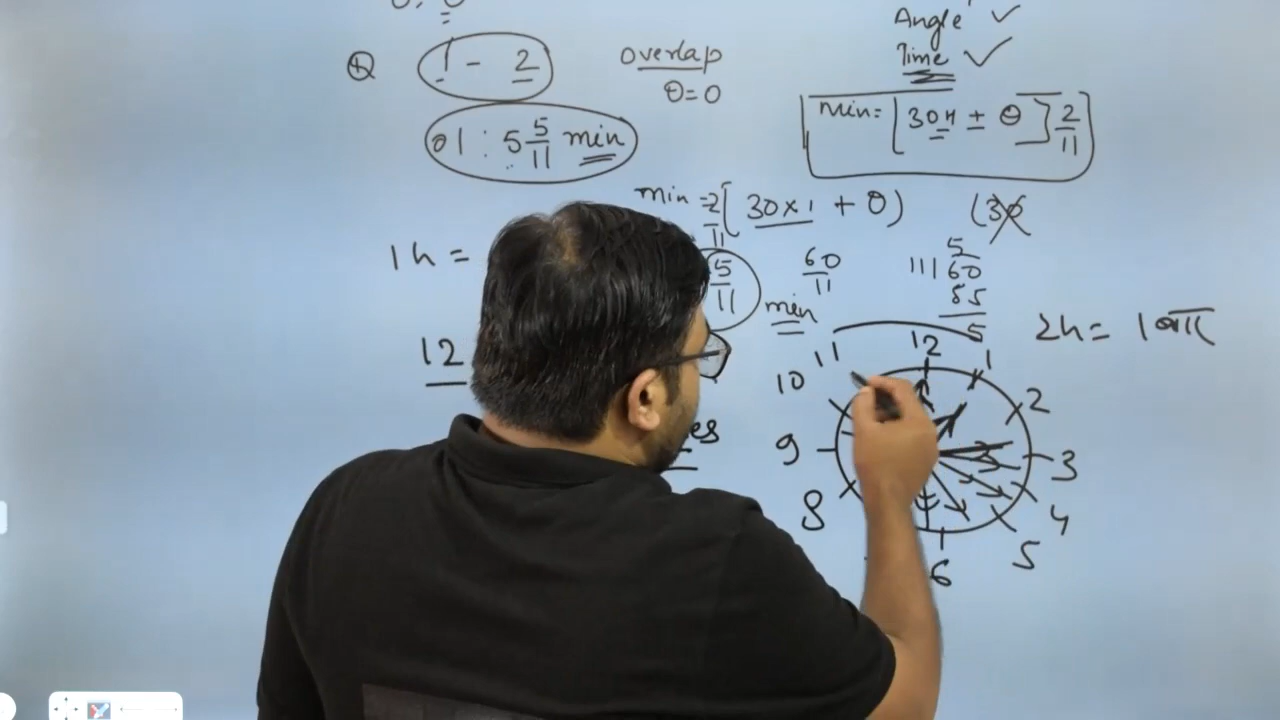 Angle ✓
Time ✓
Q 1 - 2 overlap
θ=0
min = [30H ± θ] 2/11
01 : 5 5/11 min
min = 2/11 (30×1 + 0) (30
1h = 5/11 min 60/11
11) 60
5
55
5
2h = 1
12
es
12 1 2 3 4 5 6 8 9 10 11